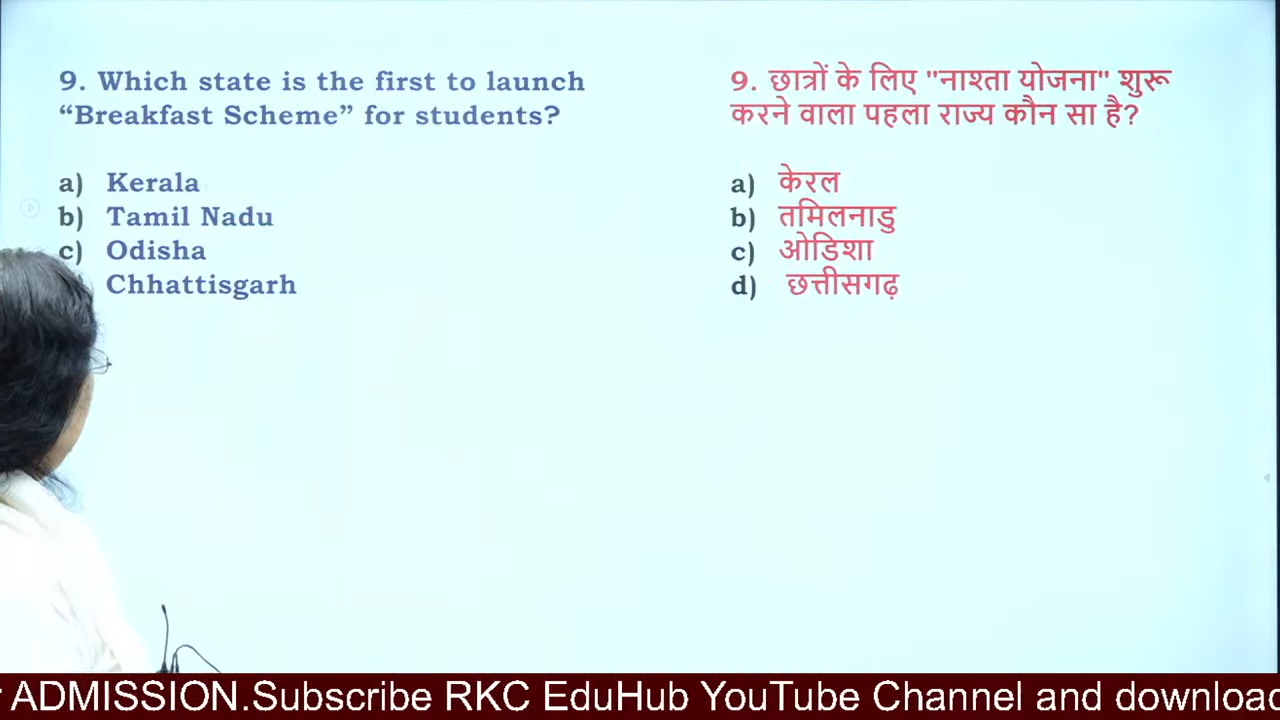 9. Which state is the first to launch
“Breakfast Scheme” for students?
a) Kerala
b) Tamil Nadu
c) Odisha
Chhattisgarh
9. छात्रों के लिए "नाश्ता योजना" शुरू
करने वाला पहला राज्य कौन सा है?
a) केरल
b) तमिलनाडु
c) ओडिशा
d) छत्तीसगढ़
ADMISSION.Subscribe RKC EduHub YouTube Channel and download